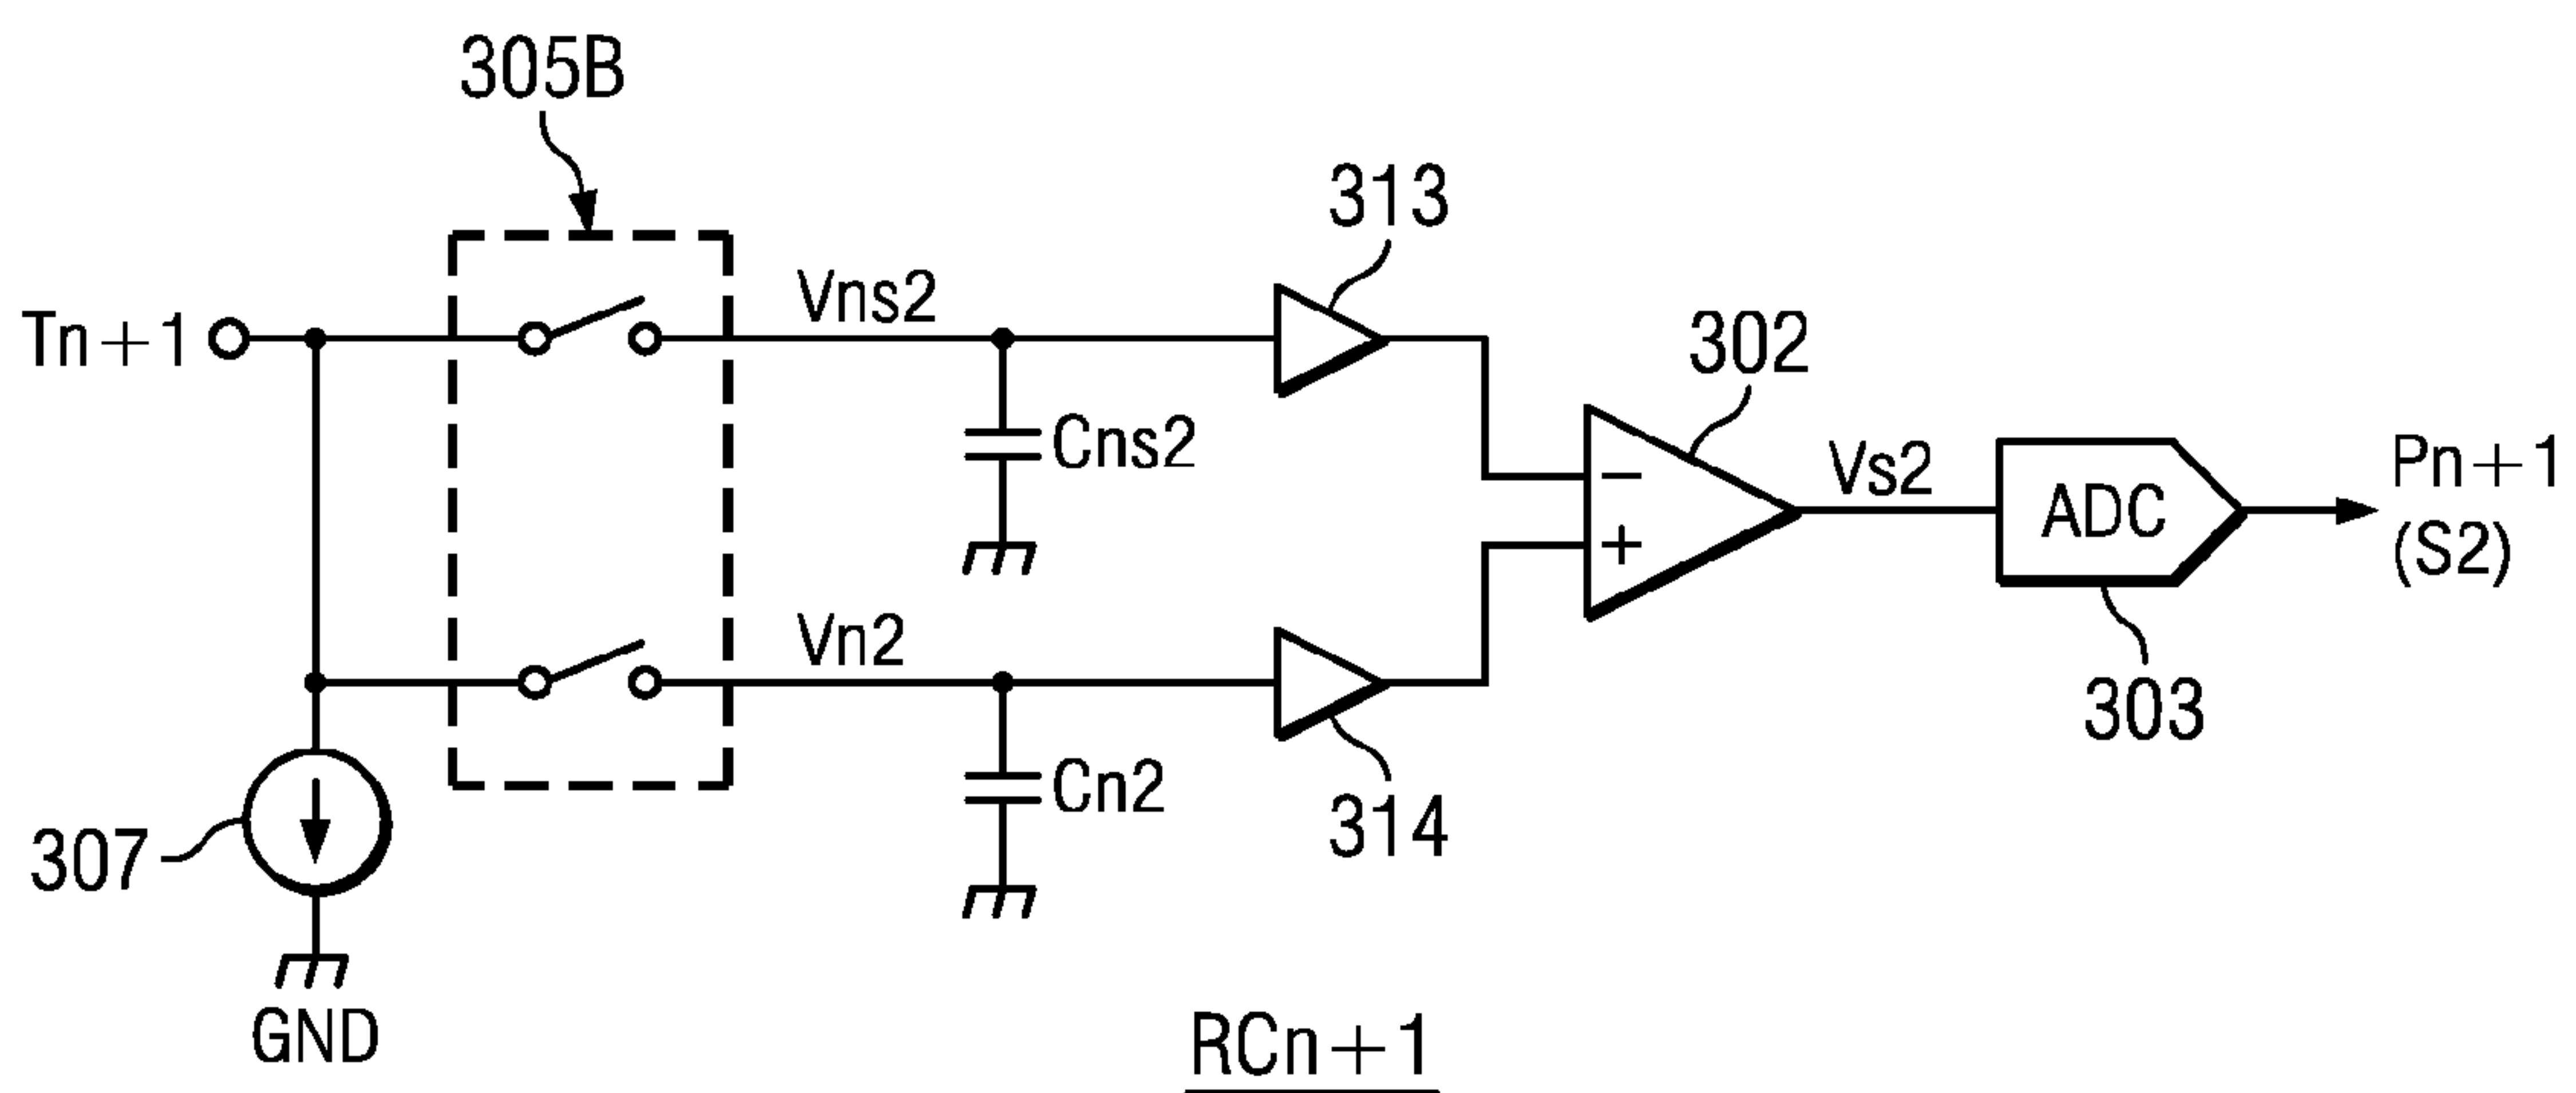 305B
313
Vns2
Tn+1
302
Cns2
−
+
Vs2
ADC
Pn+1
(S2)
303
Vn2
Cn2
314
307
GND
RCn+1